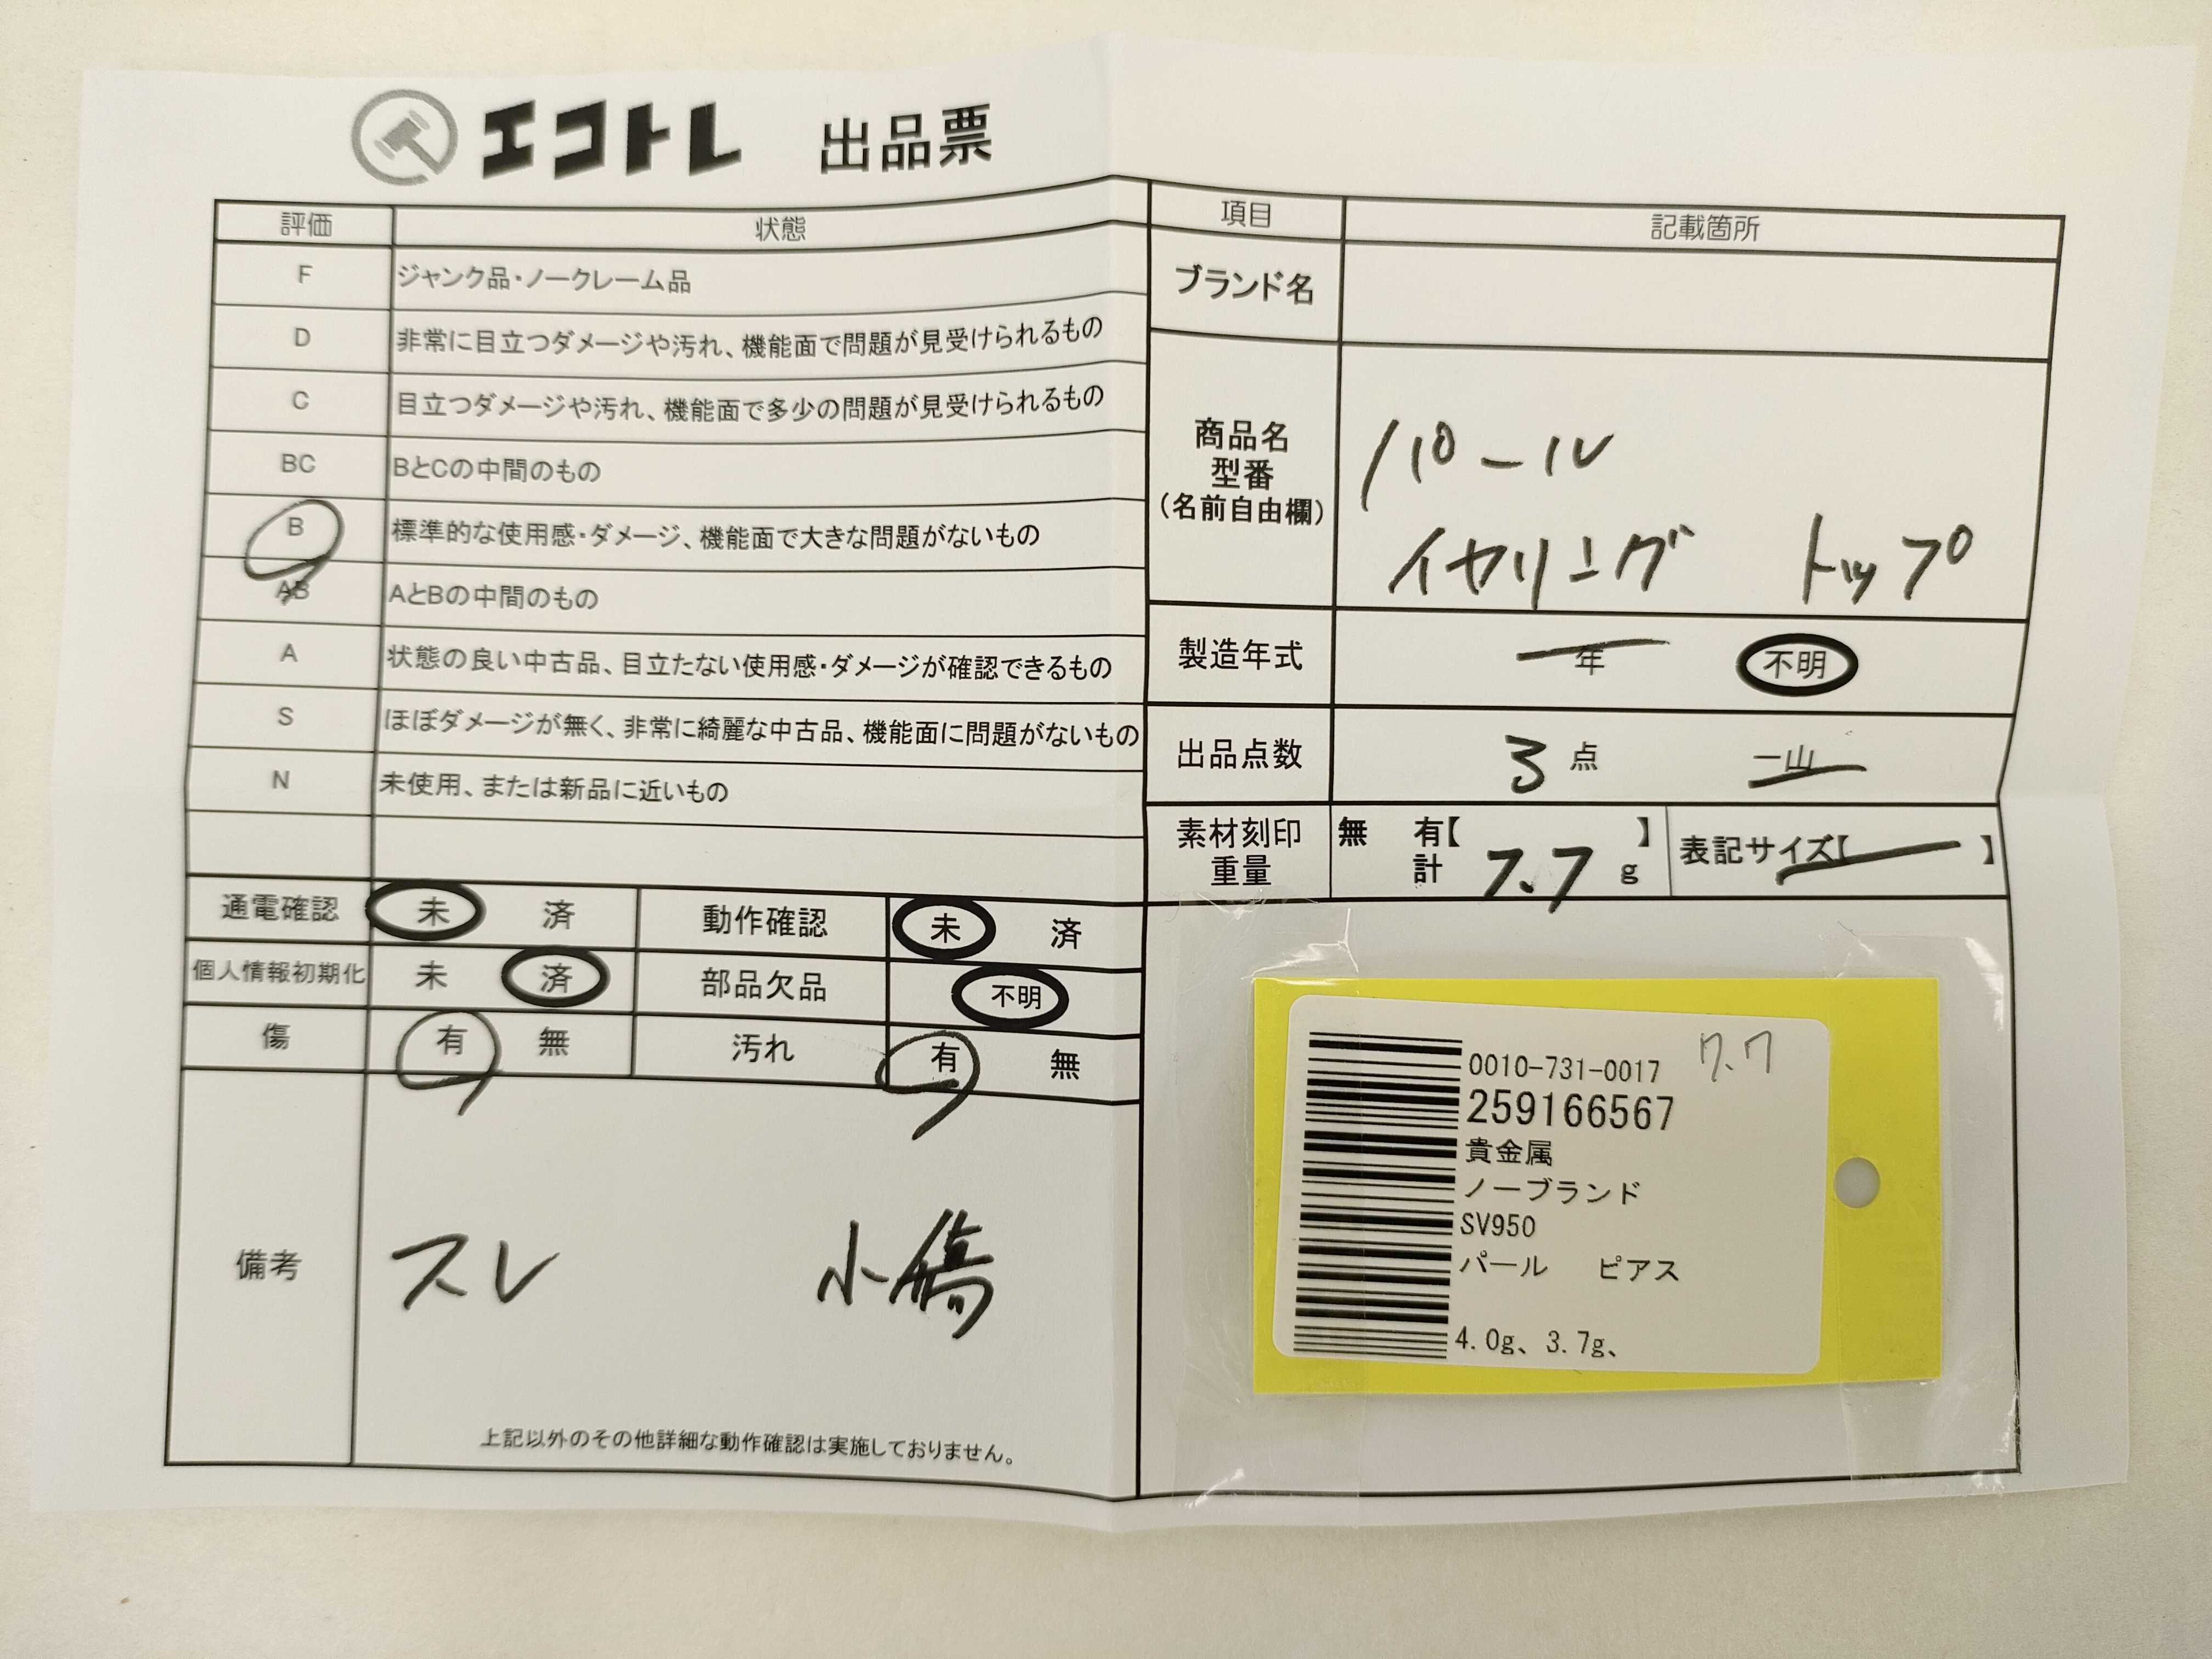 エコトレ 出品票
評価 状態
F ジャンク品・ノークレーム品
D 非常に目立つダメージや汚れ、機能面で問題が見受けられるもの
C 目立つダメージや汚れ、機能面で多少の問題が見受けられるもの
BC BとCの中間のもの
B 標準的な使用感・ダメージ、機能面で大きな問題がないもの
AB AとBの中間のもの
A 状態の良い中古品、目立たない使用感・ダメージが確認できるもの
S ほぼダメージが無く、非常に綺麗な中古品、機能面に問題がないもの
N 未使用、または新品に近いもの
通電確認 未 済 動作確認 未 済
個人情報初期化 未 済 部品欠品 不明
傷 有 無 汚れ 有 無
備考 スレ 小傷
上記以外のその他詳細な動作確認は実施しておりません。
項目 記載箇所
ブランド名
商品名
型番
(名前自由欄)
パール
イヤリング トップ
製造年式 年 不明
出品点数 3 点 一山
素材刻印 無 有【 】 表記サイズ【 】
重量 計 7.7 g
0010-731-0017 7.7
259166567
貴金属
ノーブランド
SV950
パール ピアス
4.0g、3.7g、